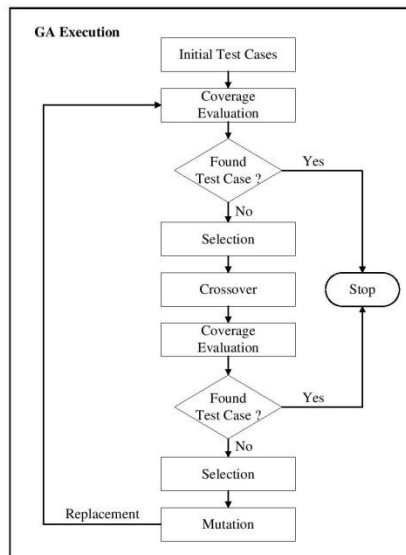 GA Execution
Initial Test Cases
Coverage
Evaluation
Found
Test Case ?
Yes
No
Selection
Crossover
Stop
Coverage
Evaluation
Found
Test Case ?
Yes
No
Selection
Replacement
Mutation